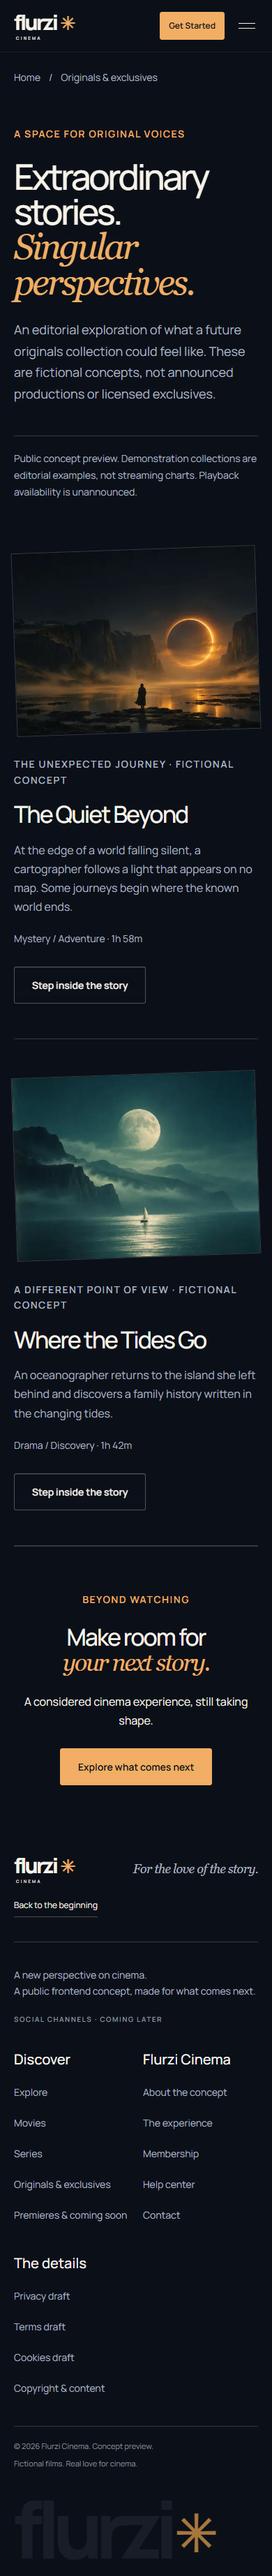 flurzi
CINEMA
Get Started
Home / Originals & exclusives
A SPACE FOR ORIGINAL VOICES
Extraordinary
stories.
Singular
perspectives.
An editorial exploration of what a future
originals collection could feel like. These
are fictional concepts, not announced
productions or licensed exclusives.
Public concept preview. Demonstration collections are
editorial examples, not streaming charts. Playback
availability is unannounced.
THE UNEXPECTED JOURNEY · FICTIONAL
CONCEPT
The Quiet Beyond
At the edge of a world falling silent, a
cartographer follows a light that appears on no
map. Some journeys begin where the known
world ends.
Mystery / Adventure · 1h 58m
Step inside the story
A DIFFERENT POINT OF VIEW · FICTIONAL
CONCEPT
Where the Tides Go
An oceanographer returns to the island she left
behind and discovers a family history written in
the changing tides.
Drama / Discovery · 1h 42m
Step inside the story
BEYOND WATCHING
Make room for
your next story.
A considered cinema experience, still taking
shape.
Explore what comes next
flurzi
CINEMA
For the love of the story.
Back to the beginning
A new perspective on cinema.
A public frontend concept, made for what comes next.
SOCIAL CHANNELS · COMING LATER
Discover
Explore
Movies
Series
Originals & exclusives
Premieres & coming soon
Flurzi Cinema
About the concept
The experience
Membership
Help center
Contact
The details
Privacy draft
Terms draft
Cookies draft
Copyright & content
© 2026 Flurzi Cinema. Concept preview.
Fictional films. Real love for cinema.
flurzi